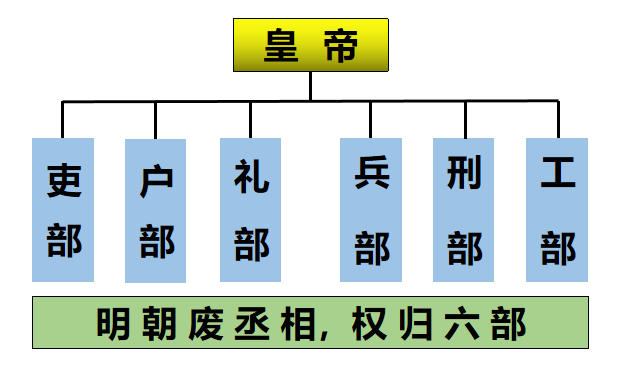 皇 帝
吏部
户部
礼部
兵部
刑部
工部
明朝废丞相, 权归六部